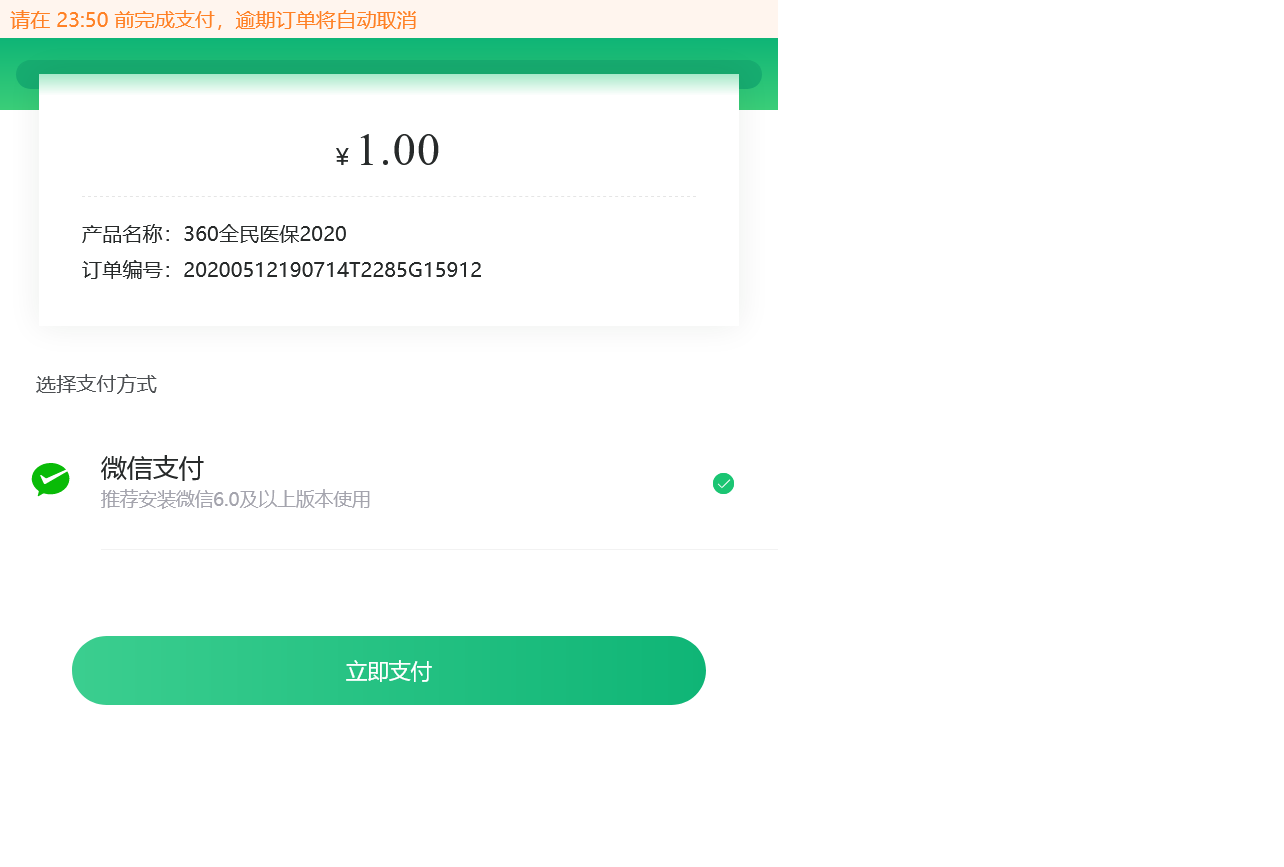 请在 23:50 前完成支付，逾期订单将自动取消
¥ 1.00
产品名称：360全民医保2020
订单编号：20200512190714T2285G15912
选择支付方式
微信支付
推荐安装微信6.0及以上版本使用
立即支付